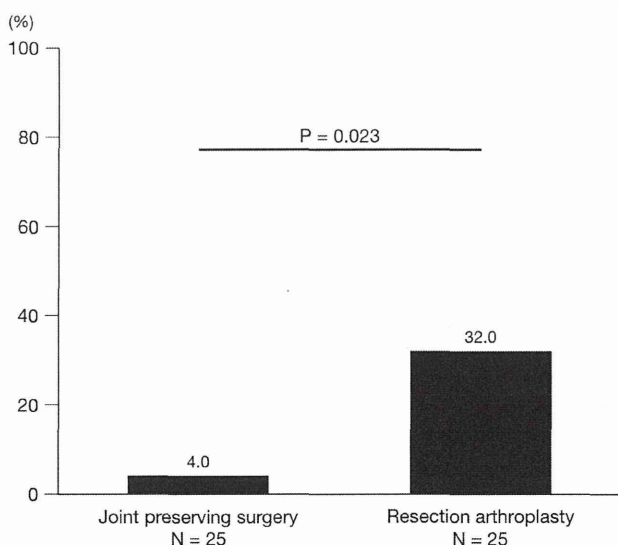 (%)
100
80
60
40
20
0
P = 0.023
4.0
32.0
Joint preserving surgery
N = 25
Resection arthroplasty
N = 25